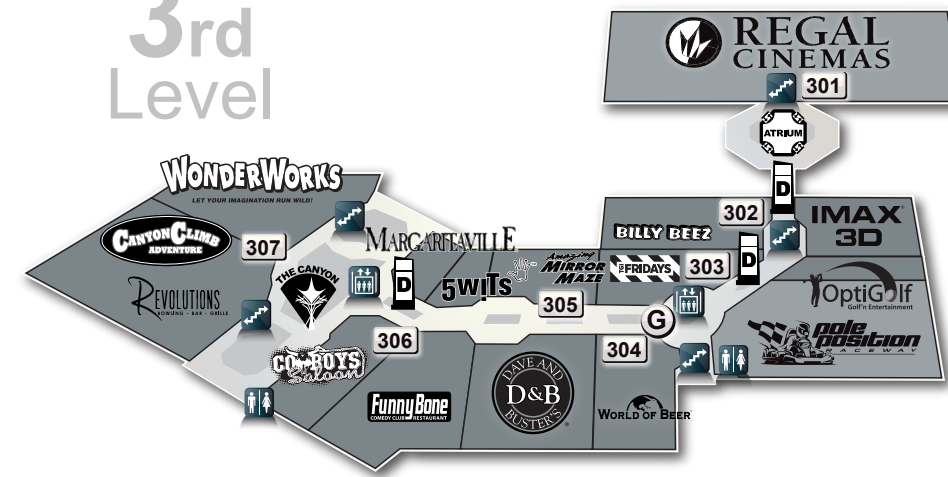 3rd
Level
REGAL
CINEMAS
301
ATRIUM
D
WONDERWORKS
LET YOUR IMAGINATION RUN WILD!
CANYON CLIMB
ADVENTURE
307
REVOLUTIONS
BOWLING • BAR • GRILLE
THE CANYON
MARGARITAVILLE
D
5WITS
Amazing
MIRROR
MAZE
BILLY BEEZ
TGI FRIDAYS
302
303
D
IMAX
3D
OptiGolf
Golf'n Entertainment
pole
position
RACEWAY
305
G
306
304
COWBOYS
Saloon
FunnyBone
COMEDY CLUB RESTAURANT
DAVE AND
D&B
BUSTER'S
WORLD OF BEER